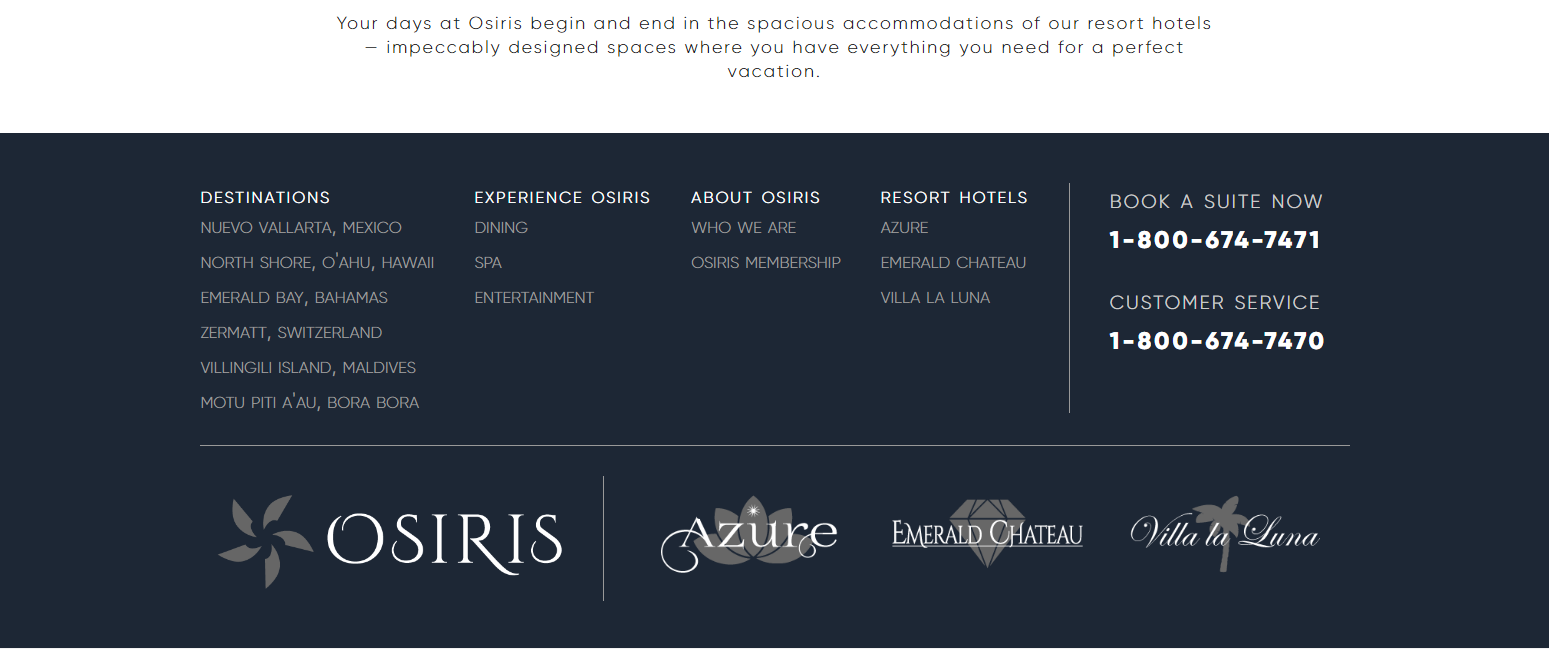 Your days at Osiris begin and end in the spacious accommodations of our resort hotels
– impeccably designed spaces where you have everything you need for a perfect
vacation.
DESTINATIONS
NUEVO VALLARTA, MEXICO
NORTH SHORE, O'AHU, HAWAII
EMERALD BAY, BAHAMAS
ZERMATT, SWITZERLAND
VILLINGILI ISLAND, MALDIVES
MOTU PITI A'AU, BORA BORA
EXPERIENCE OSIRIS
DINING
SPA
ENTERTAINMENT
ABOUT OSIRIS
WHO WE ARE
OSIRIS MEMBERSHIP
RESORT HOTELS
AZURE
EMERALD CHATEAU
VILLA LA LUNA
BOOK A SUITE NOW
1-800-674-7471
CUSTOMER SERVICE
1-800-674-7470
OSIRIS
Azure
EMERALD CHATEAU
Villa la Luna